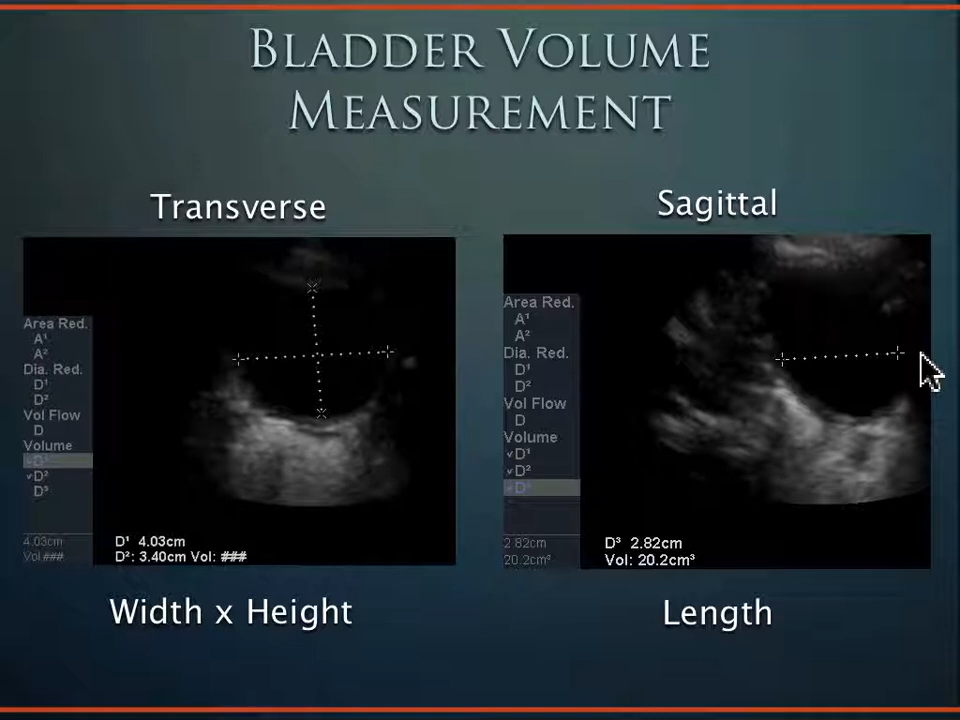 BLADDER VOLUME
MEASUREMENT
Transverse
Sagittal
Area Red.
A¹
A²
Dia. Red.
D¹
D²
Vol Flow
D
Volume
✓D¹
✓D²
D³
4.03cm
Vol ###
D¹ 4.03cm
D²: 3.40cm Vol: ###
Area Red.
A¹
A²
Dia. Red.
D¹
D²
Vol Flow
D
Volume
✓D¹
✓D²
✓D³
2.82cm
20.2cm³
D³ 2.82cm
Vol: 20.2cm³
Width x Height
Length